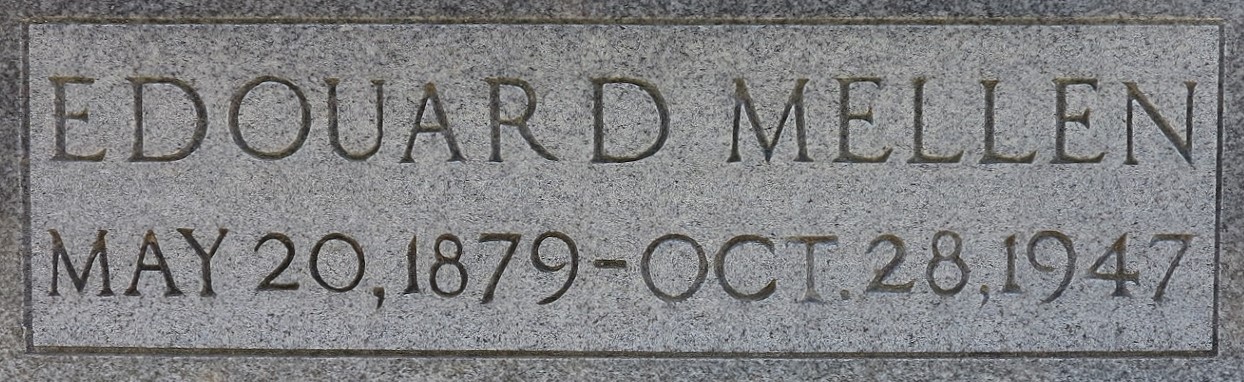 EDOUARD MELLEN
MAY 20, 1879-OCT. 28, 1947